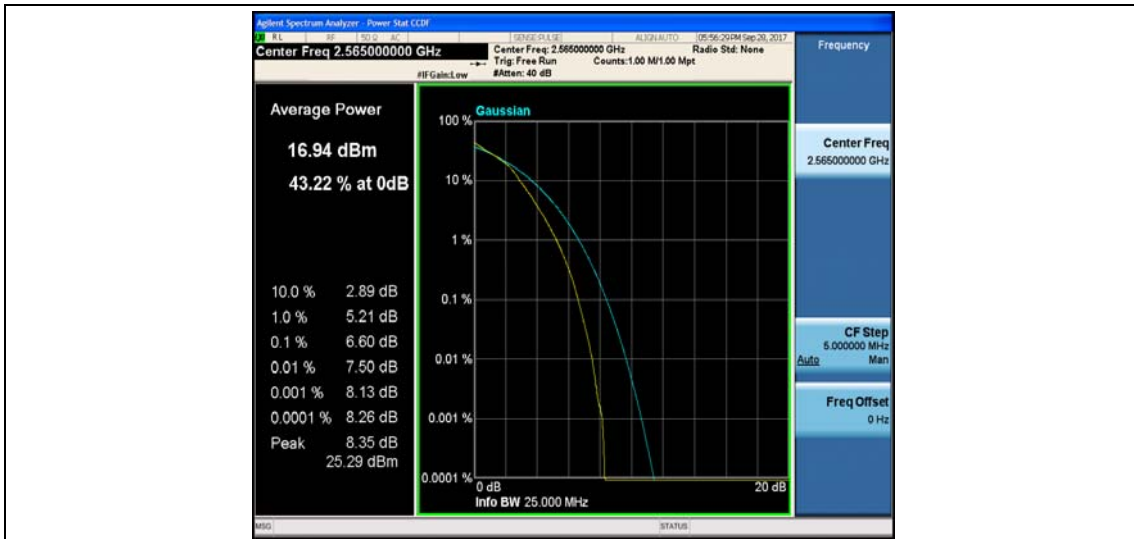 Agilent Spectrum Analyzer - Power Stat CCDF
RL RF 50 Ω AC SENSE:PULSE ALIGN AUTO 05:56:29 PM Sep 28, 2017
Center Freq 2.565000000 GHz
Center Freq: 2.565000000 GHz Radio Std: None
Trig: Free Run Counts:1.00 M/1.00 Mpt
#IFGain:Low #Atten: 40 dB
Frequency
Average Power
16.94 dBm
43.22 % at 0dB
10.0 % 2.89 dB
1.0 % 5.21 dB
0.1 % 6.60 dB
0.01 % 7.50 dB
0.001 % 8.13 dB
0.0001 % 8.26 dB
Peak 8.35 dB
25.29 dBm
Gaussian
100 %
10 %
1 %
0.1 %
0.01 %
0.001 %
0.0001 %
0 dB 20 dB
Info BW 25.000 MHz
Center Freq
2.565000000 GHz
CF Step
5.000000 MHz
Auto Man
Freq Offset
0 Hz
MSG STATUS